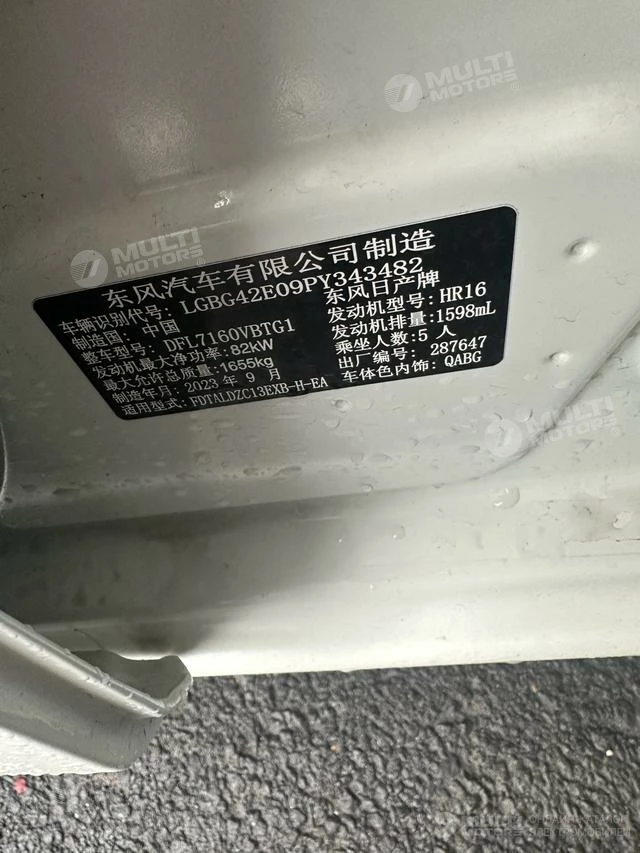 MULTI
MOTORS
MULTI
MOTORS
东风汽车有限公司制造
车辆识别代号: LGBG42E09PY343482
制造国: 中国 东风日产牌
整车型号: DFL7160VBTG1 发动机型号: HR16
发动机最大净功率: 82kW 发动机排量:1598mL
最大允许总质量: 1655kg 乘坐人数: 5 人
制造年月: 2023 年 9 月 出厂编号: 287647
适用型式: FDTALDZC13EXB-H-EA 车体色内饰: QABG
MULTI
MOTORS
MULTI
MOTORS